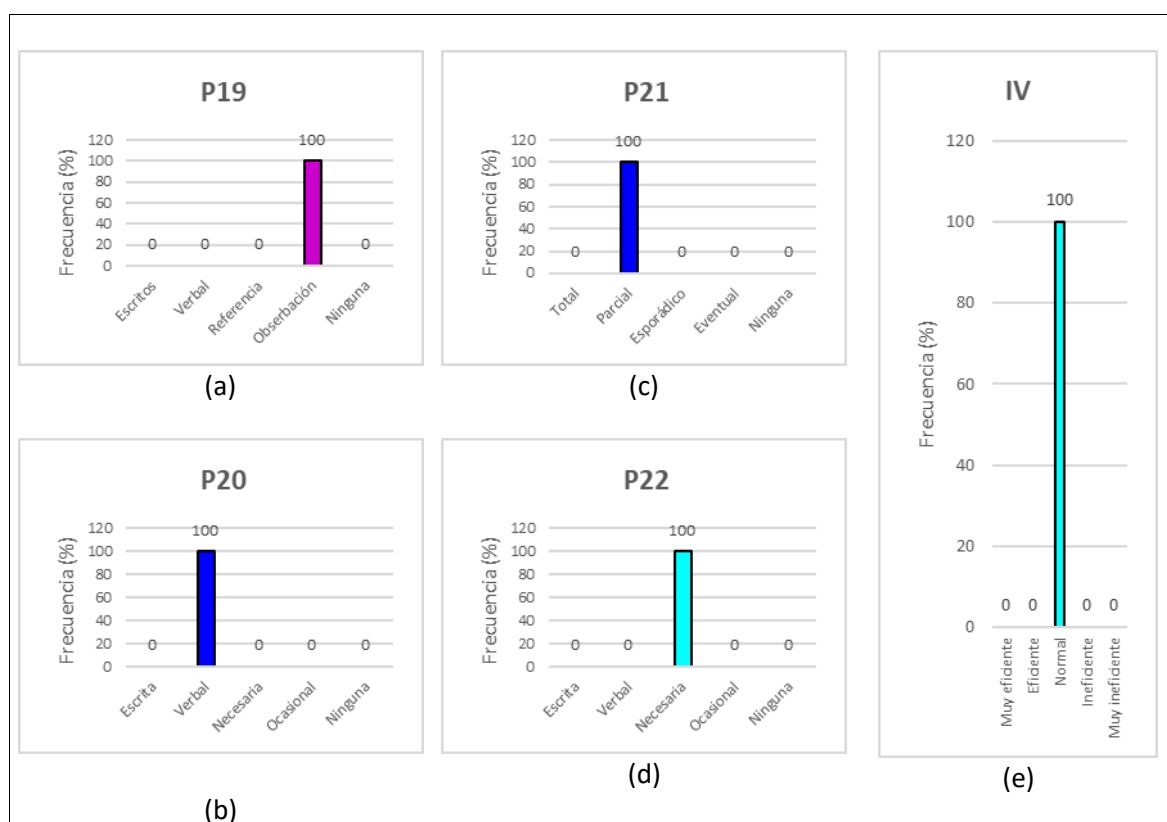 P19
Frecuencia (%)
120
100
80
60
40
20
0
0
0
0
100
0
Escritos
Verbal
Referencia
Obserbación
Ninguna
(a)
P21
Frecuencia (%)
120
100
80
60
40
20
0
0
100
0
0
0
Total
Parcial
Esporádico
Eventual
Ninguna
(c)
P20
Frecuencia (%)
120
100
80
60
40
20
0
0
100
0
0
0
Escrita
Verbal
Necesaria
Ocasional
Ninguna
(b)
P22
Frecuencia (%)
120
100
80
60
40
20
0
0
0
100
0
0
Escrita
Verbal
Necesaria
Ocasional
Ninguna
(d)
IV
Frecuencia (%)
120
100
80
60
40
20
0
0
0
100
0
0
Muy eficiente
Eficiente
Normal
Ineficiente
Muy ineficiente
(e)